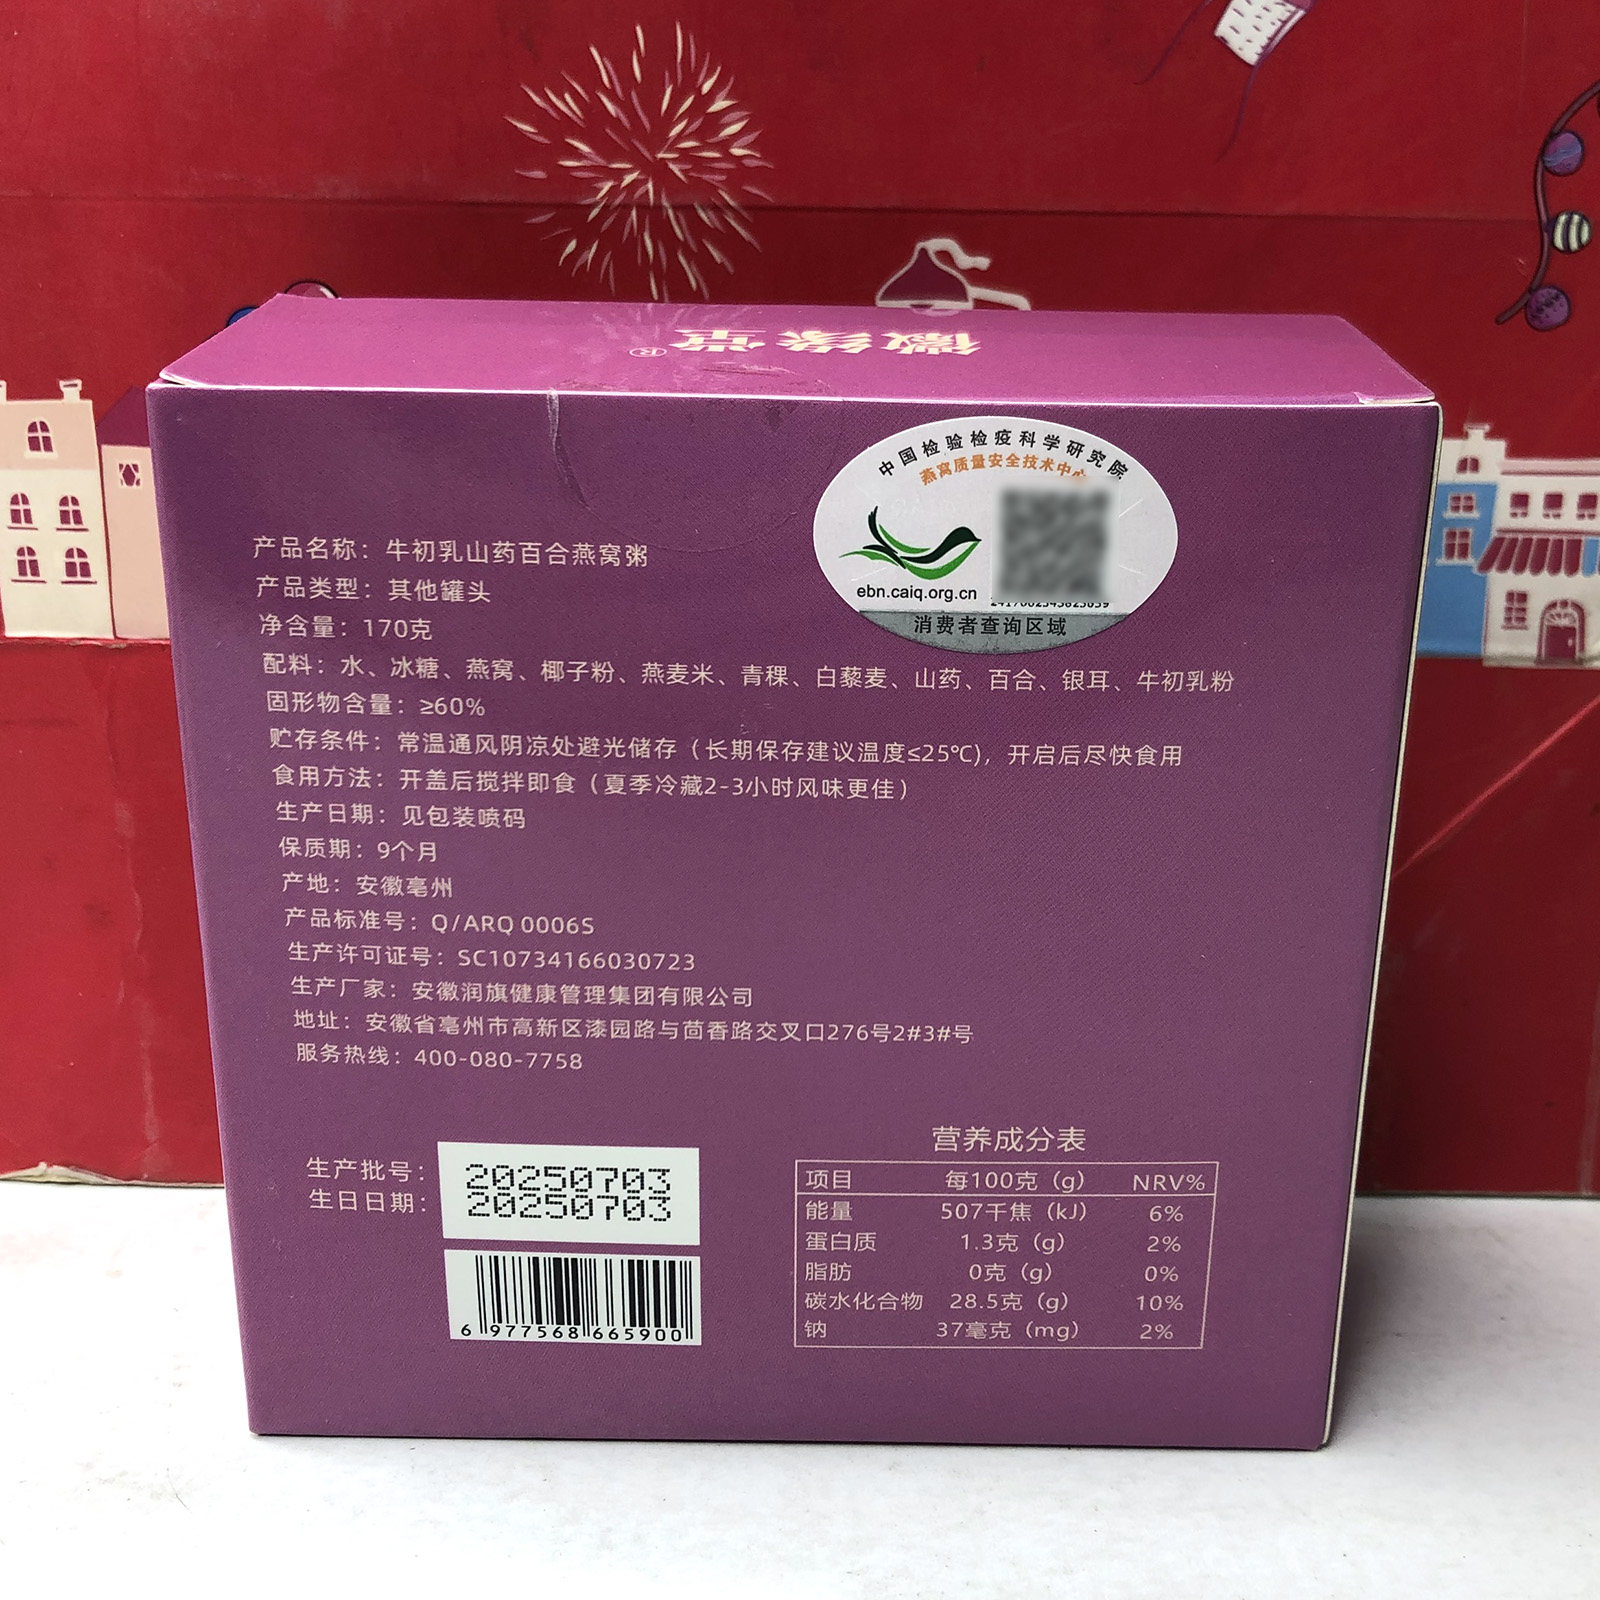 徽缘堂®
中国检验检疫科学研究院
燕窝质量安全技术中心
ebn.caiq.org.cn
消费者查询区域
产品名称：牛初乳山药百合燕窝粥
产品类型：其他罐头
净含量：170克
配料：水、冰糖、燕窝、椰子粉、燕麦米、青稞、白藜麦、山药、百合、银耳、牛初乳粉
固形物含量：≥60%
贮存条件：常温通风阴凉处避光储存（长期保存建议温度≤25℃)，开启后尽快食用
食用方法：开盖后搅拌即食（夏季冷藏2-3小时风味更佳）
生产日期：见包装喷码
保质期：9个月
产地：安徽亳州
产品标准号：Q/ARQ 0006S
生产许可证号：SC10734166030723
生产厂家：安徽润旗健康管理集团有限公司
地址：安徽省亳州市高新区漆园路与茴香路交叉口276号2#3#号
服务热线：400-080-7758
生产批号：20250703
生日日期：20250703
6 977568 665900
营养成分表
项目 每100克（g） NRV%
能量 507千焦（kJ） 6%
蛋白质 1.3克（g） 2%
脂肪 0克（g） 0%
碳水化合物 28.5克（g） 10%
钠 37毫克（mg） 2%